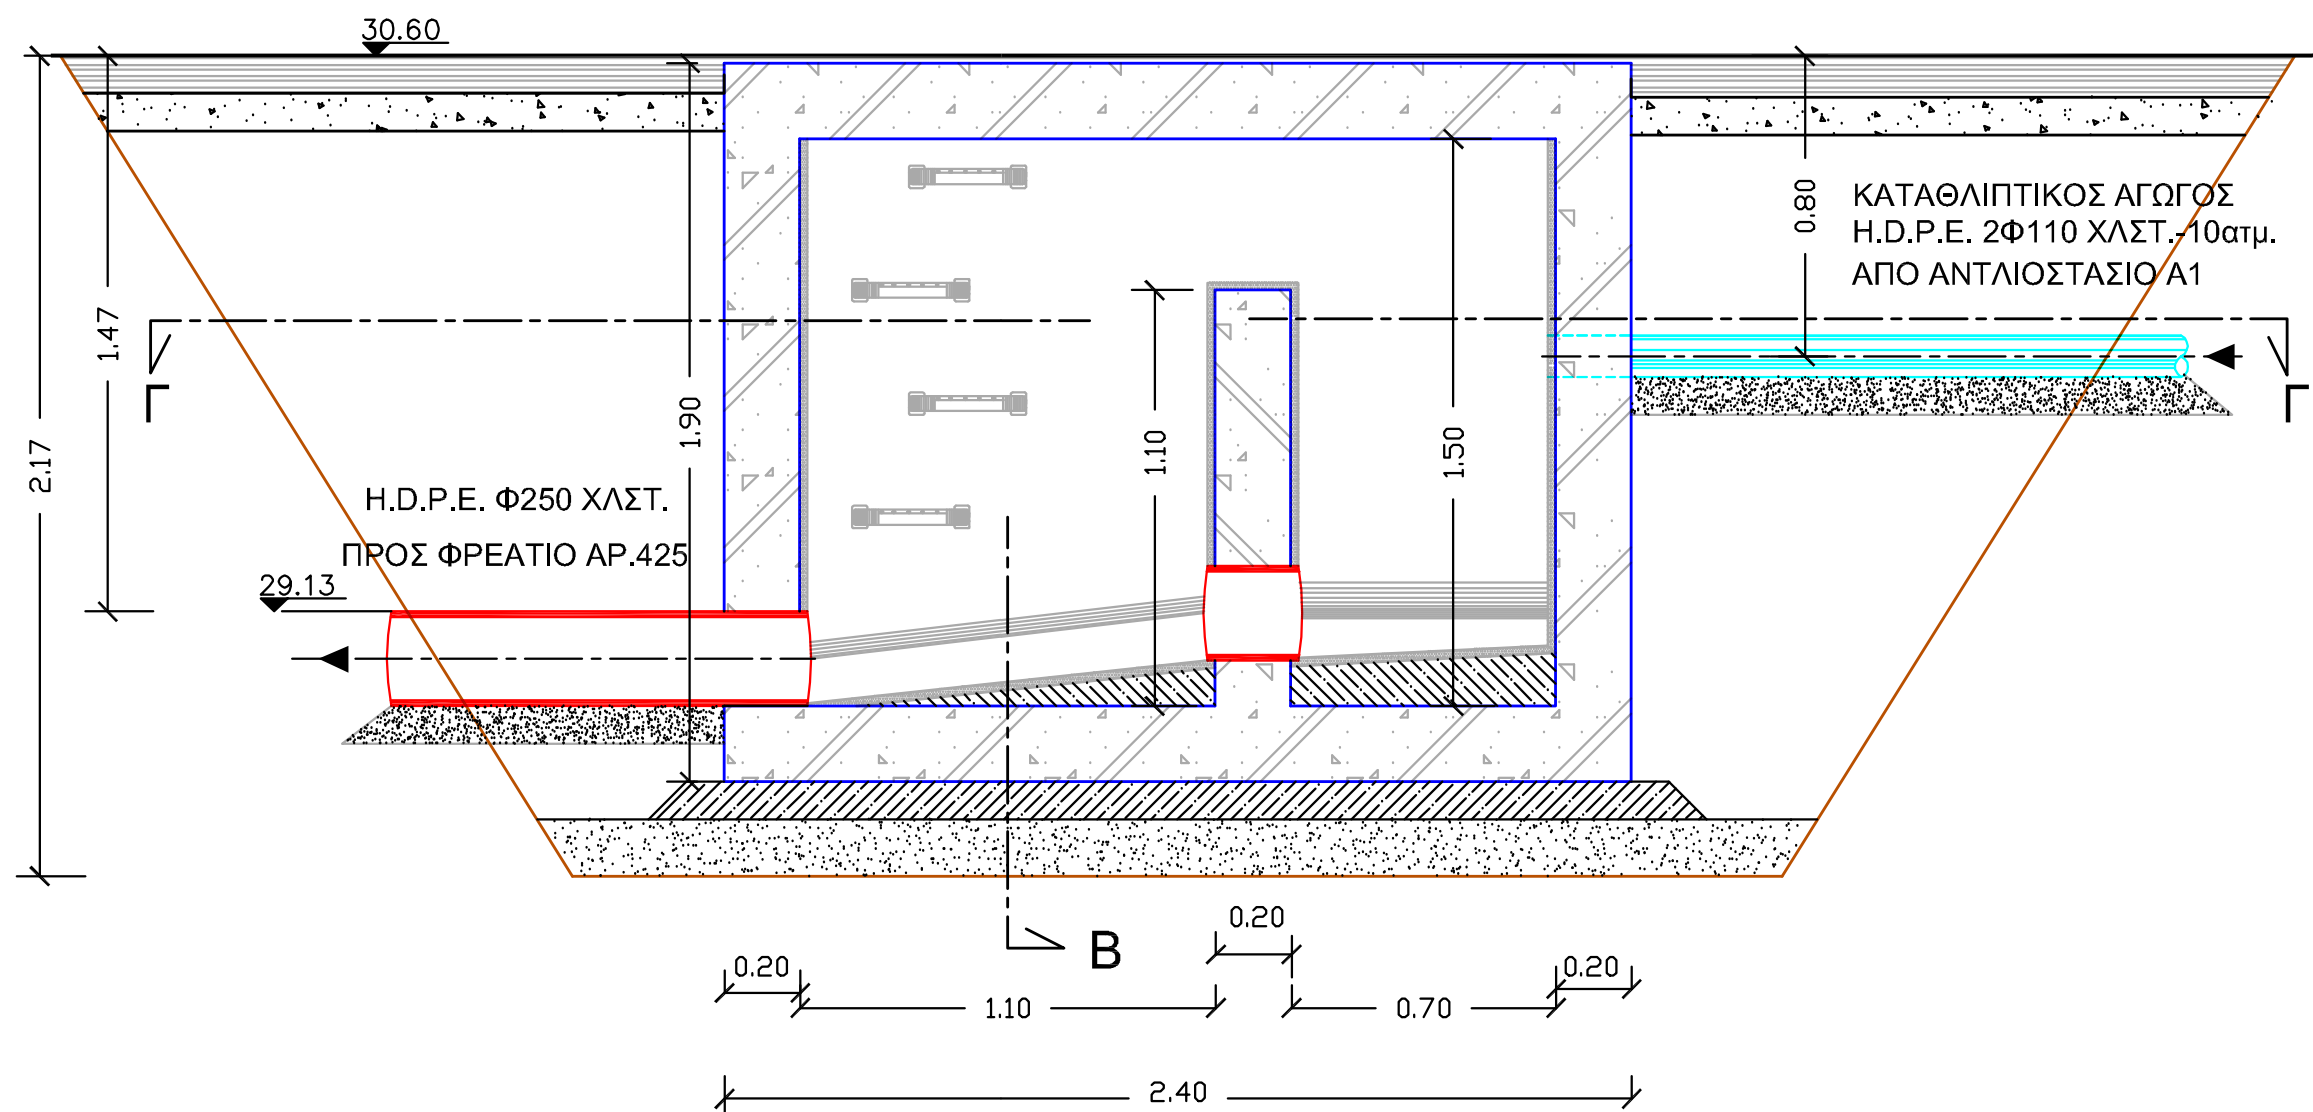 30.60
ΚΑΤΑΘΛΙΠΤΙΚΟΣ ΑΓΩΓΟΣ
H.D.P.E. 2Φ110 ΧΛΣΤ.-10ατμ.
ΑΠΟ ΑΝΤΛΙΟΣΤΑΣΙΟ Α1
0.80
1.47
Γ
Γ
1.90
1.10
1.50
2.17
H.D.P.E. Φ250 ΧΛΣΤ.
ΠΡΟΣ ΦΡΕΑΤΙΟ ΑΡ.425
29.13
B
0.20
0.20
0.20
1.10
0.70
2.40